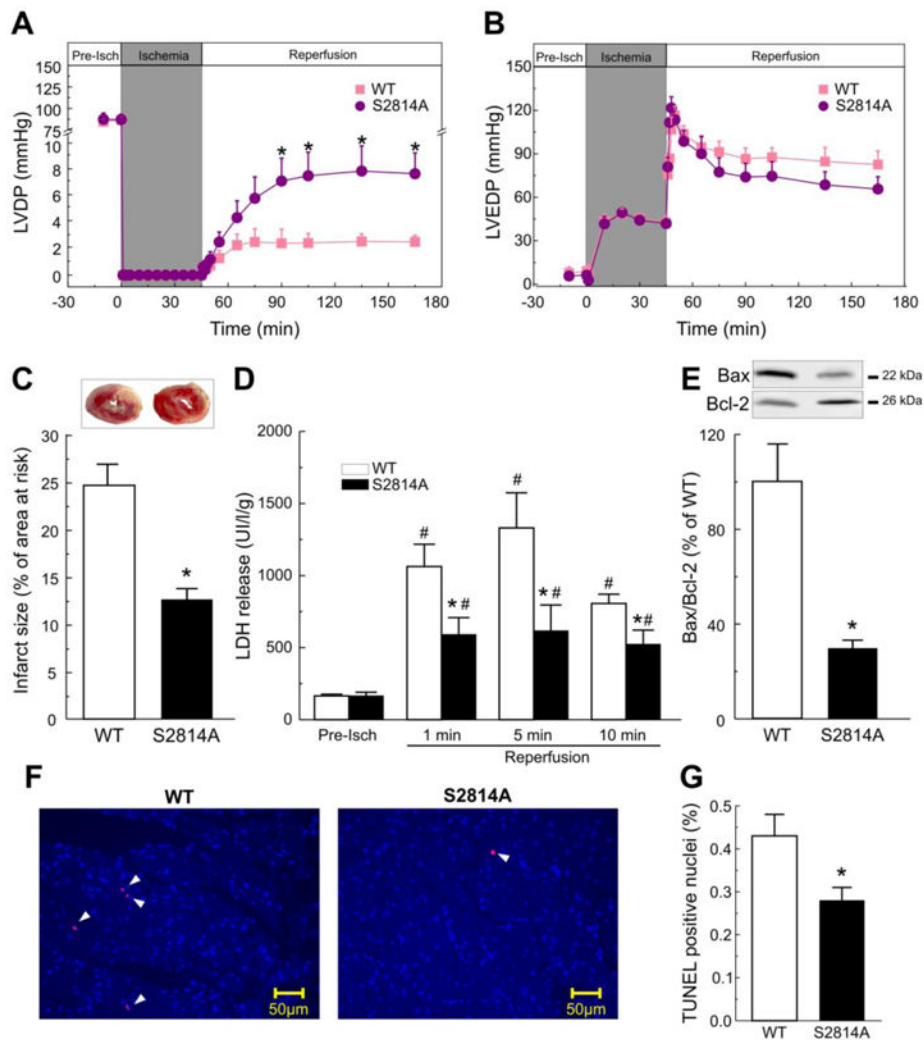 A
Pre-Isch Ischemia Reperfusion
WT
S2814A
150
125
100
75
10
8
6
4
2
0
* * * *
LVDP (mmHg)
-30 0 30 60 90 120 150 180
Time (min)
B
Pre-Isch Ischemia Reperfusion
WT
S2814A
150
120
90
60
30
0
LVEDP (mmHg)
-30 0 30 60 90 120 150 180
Time (min)
C
30
25
20
15
10
5
0
*
Infarct size (% of area at risk)
WT S2814A
D
WT
S2814A
2000
1500
1000
500
0
# *# # *# # *#
LDH release (UI/l/g)
Pre-Isch 1 min 5 min 10 min
Reperfusion
E
Bax 22 kDa
Bcl-2 26 kDa
120
80
40
0
*
Bax/Bcl-2 (% of WT)
WT S2814A
F
WT S2814A
50µm 50µm
G
0.5
0.4
0.3
0.2
0.1
0.0
*
TUNEL positive nuclei (%)
WT S2814A